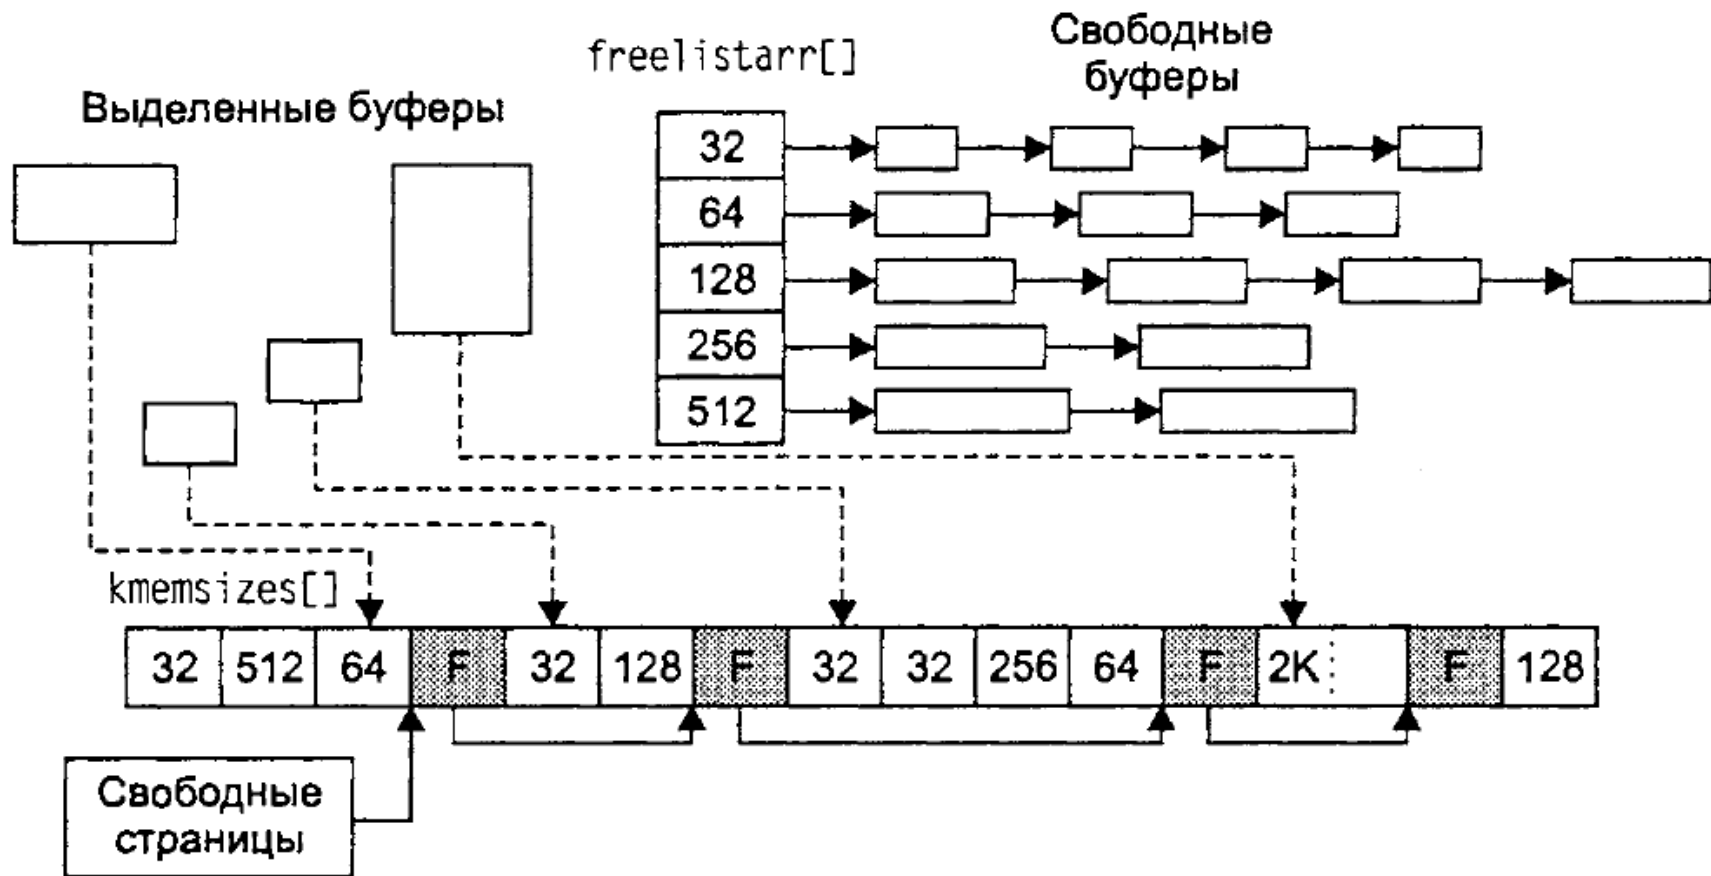 freelistarr[]
Свободные
буферы
Выделенные буферы
32
64
128
256
512
kmemsizes[]
32 512 64 F 32 128 F 32 32 256 64 F 2K F 128
Свободные
страницы